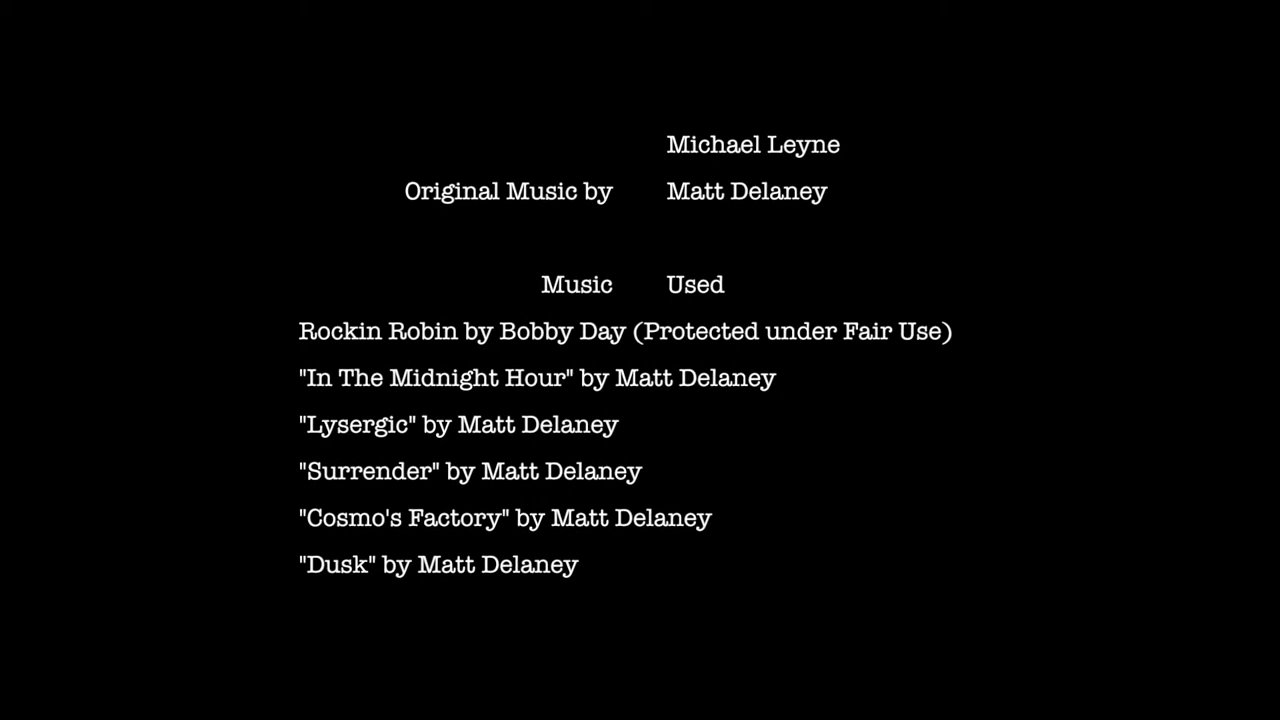 Michael Leyne
Original Music by Matt Delaney
Music Used
Rockin Robin by Bobby Day (Protected under Fair Use)
"In The Midnight Hour" by Matt Delaney
"Lysergic" by Matt Delaney
"Surrender" by Matt Delaney
"Cosmo's Factory" by Matt Delaney
"Dusk" by Matt Delaney